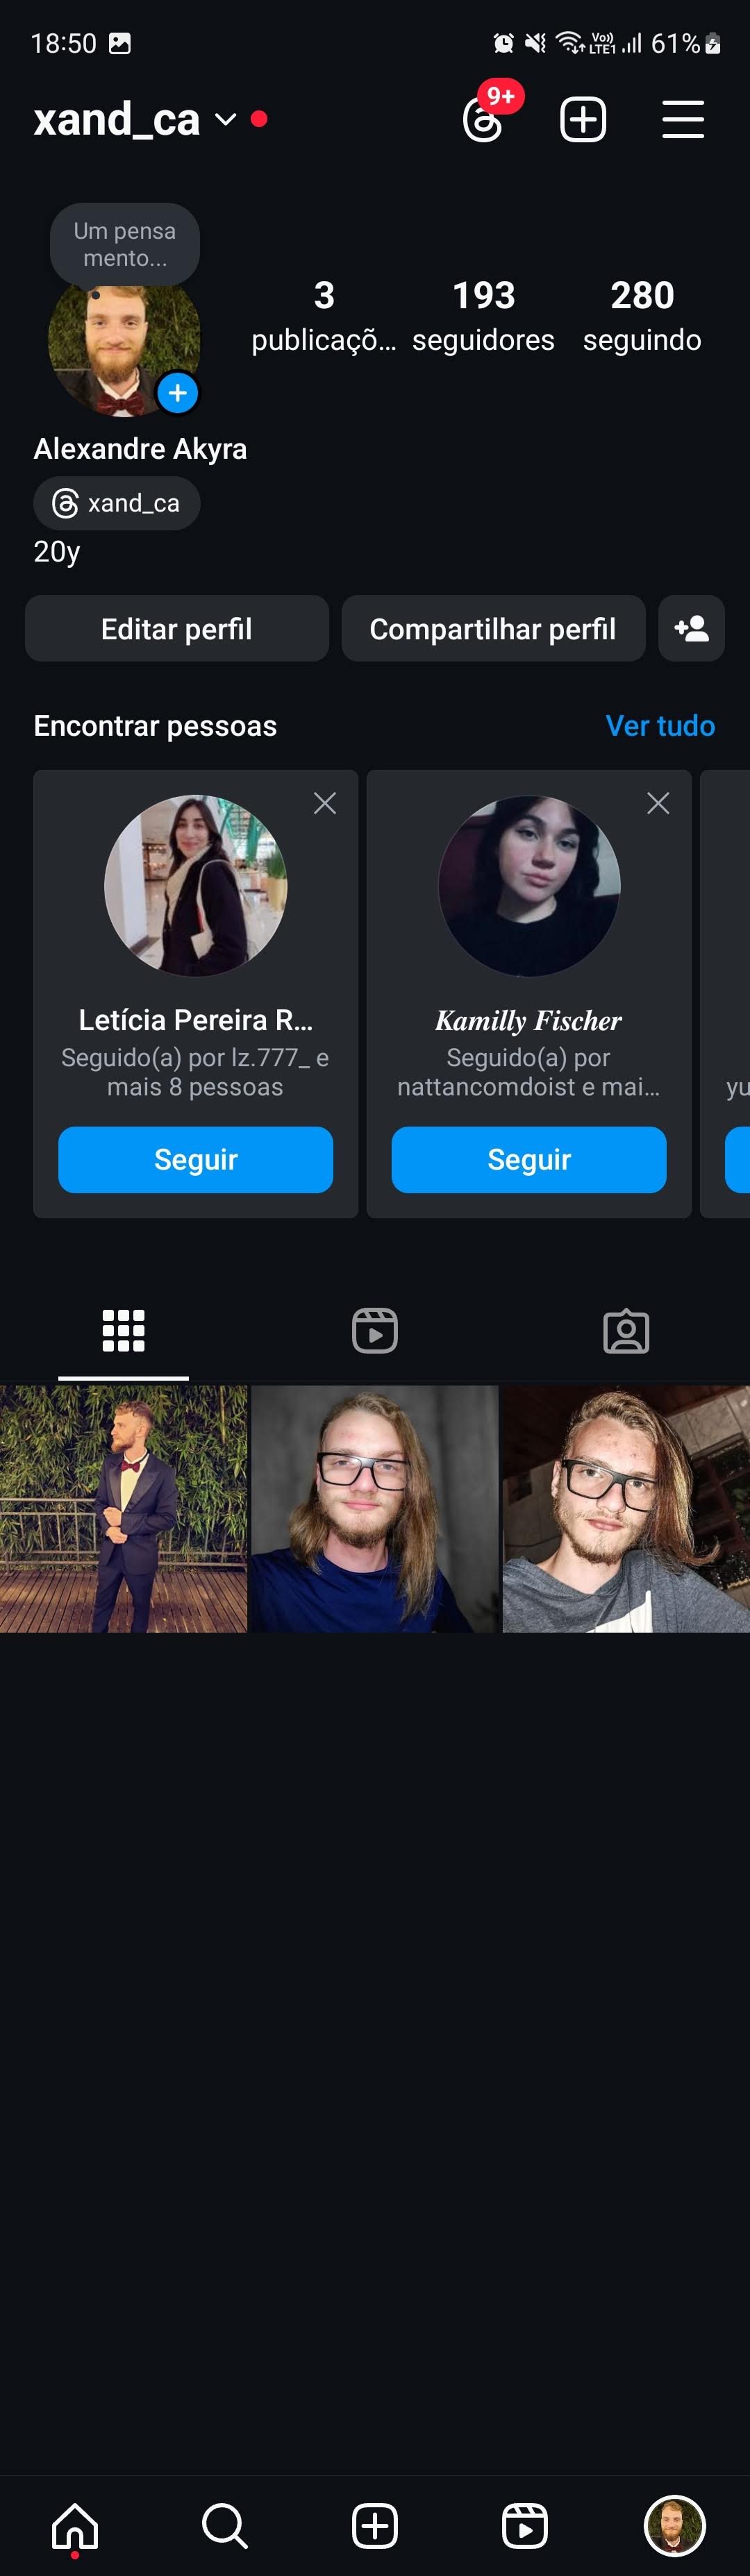 18:50 Vo)) LTE1 61%
xand_ca 9+
Um pensa
mento...
3 193 280
publicaçõ... seguidores seguindo
Alexandre Akyra
xand_ca
20y
Editar perfil Compartilhar perfil
Encontrar pessoas Ver tudo
Letícia Pereira R... Kamilly Fischer
Seguido(a) por lz.777_ e Seguido(a) por
mais 8 pessoas nattancomdoist e mai... yu
Seguir Seguir